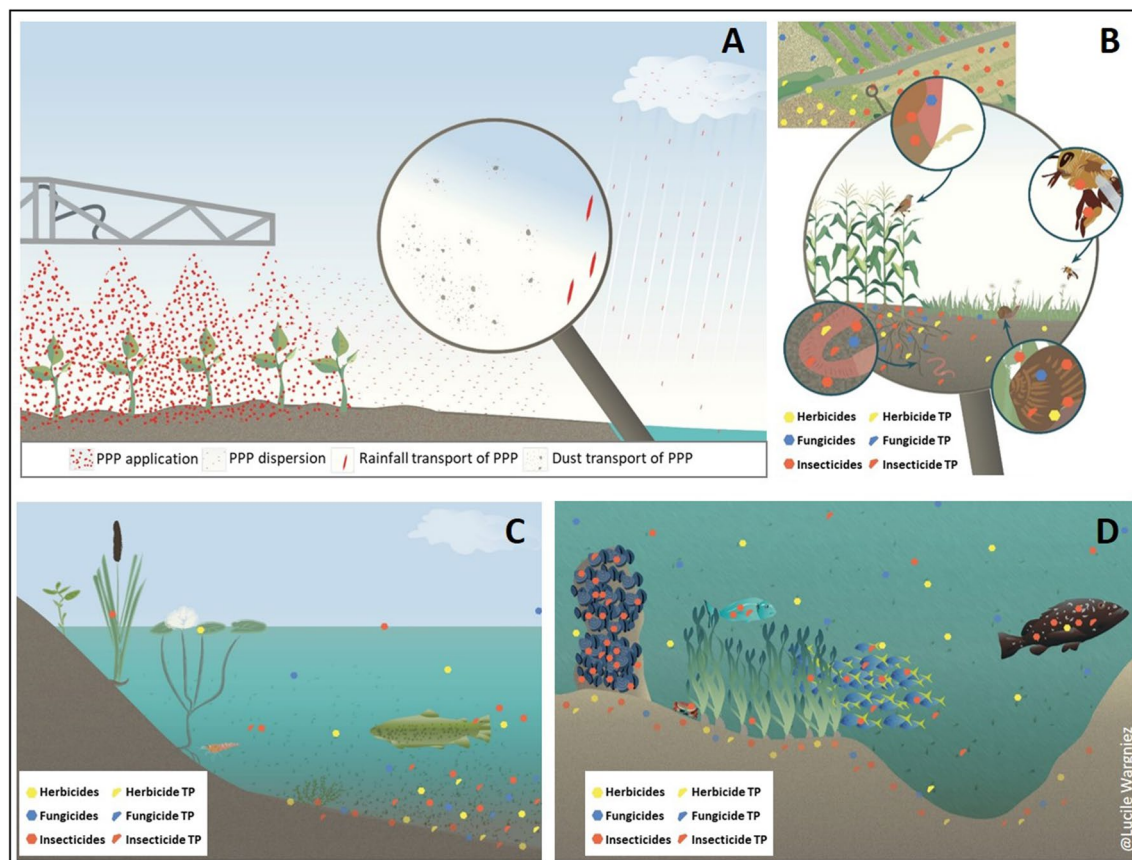 A
PPP application PPP dispersion Rainfall transport of PPP Dust transport of PPP
B
Herbicides Herbicide TP
Fungicides Fungicide TP
Insecticides Insecticide TP
C
Herbicides Herbicide TP
Fungicides Fungicide TP
Insecticides Insecticide TP
D
Herbicides Herbicide TP
Fungicides Fungicide TP
Insecticides Insecticide TP
@Lucile Wargniez